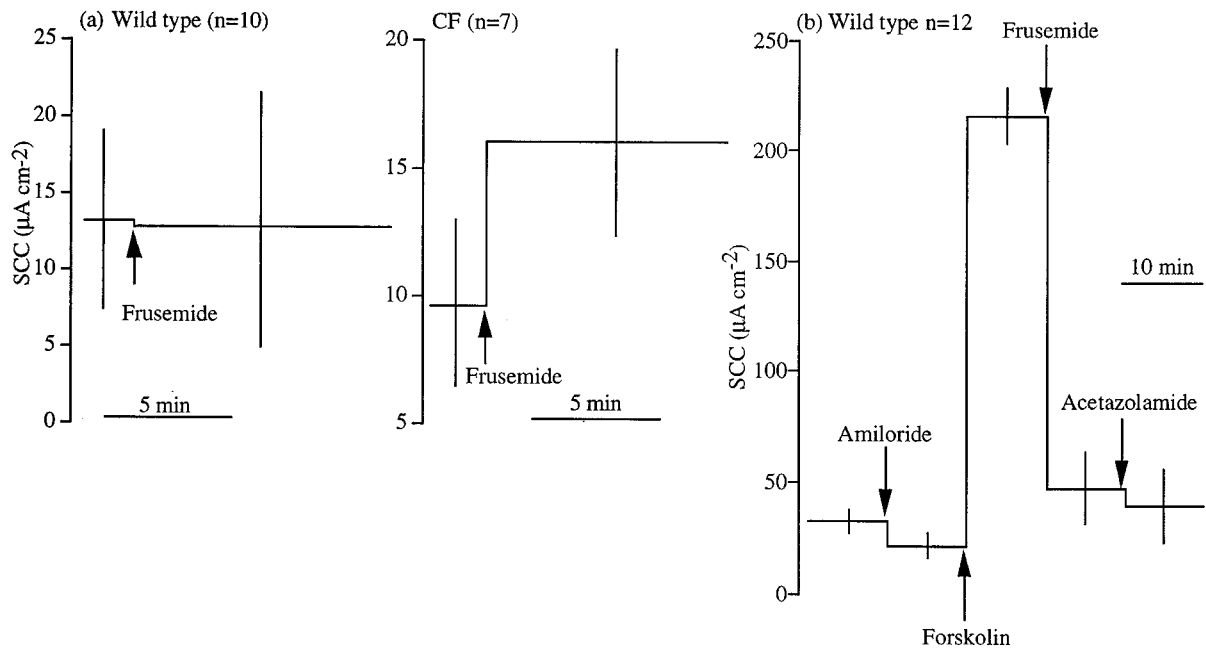 (a) Wild type (n=10)
25
20
15
10
5
0
SCC (µA cm-2)
Frusemide
5 min
CF (n=7)
20
15
10
5
Frusemide
5 min
(b) Wild type n=12
250
200
150
100
50
0
SCC (µA cm-2)
Frusemide
10 min
Amiloride
Acetazolamide
Forskolin